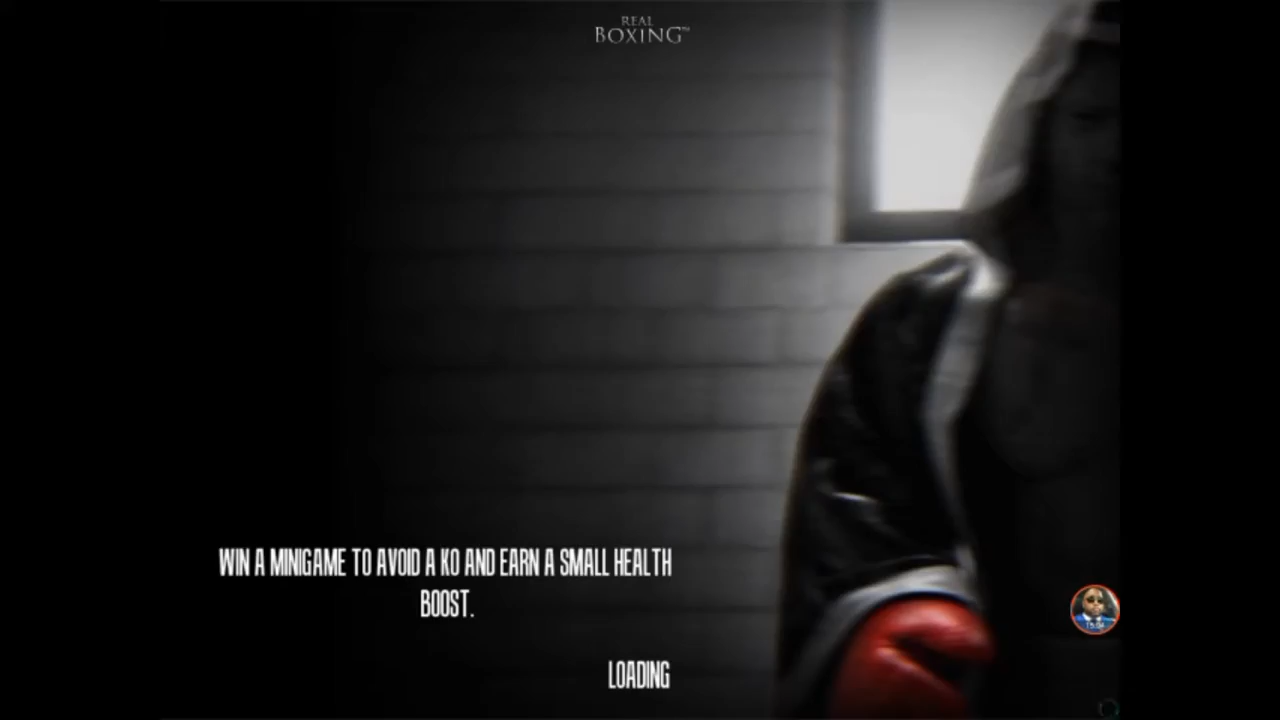 REAL
BOXING™
WIN A MINIGAME TO AVOID A KO AND EARN A SMALL HEALTH
BOOST.
LOADING